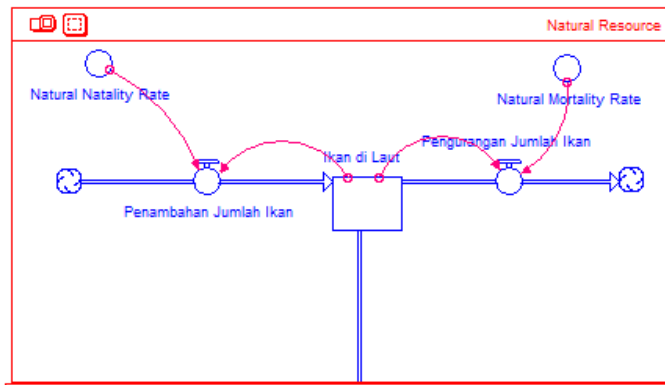 Natural Resource
Natural Natality Rate
Natural Mortality Rate
Pengurangan Jumlah Ikan
Ikan di Laut
Penambahan Jumlah Ikan